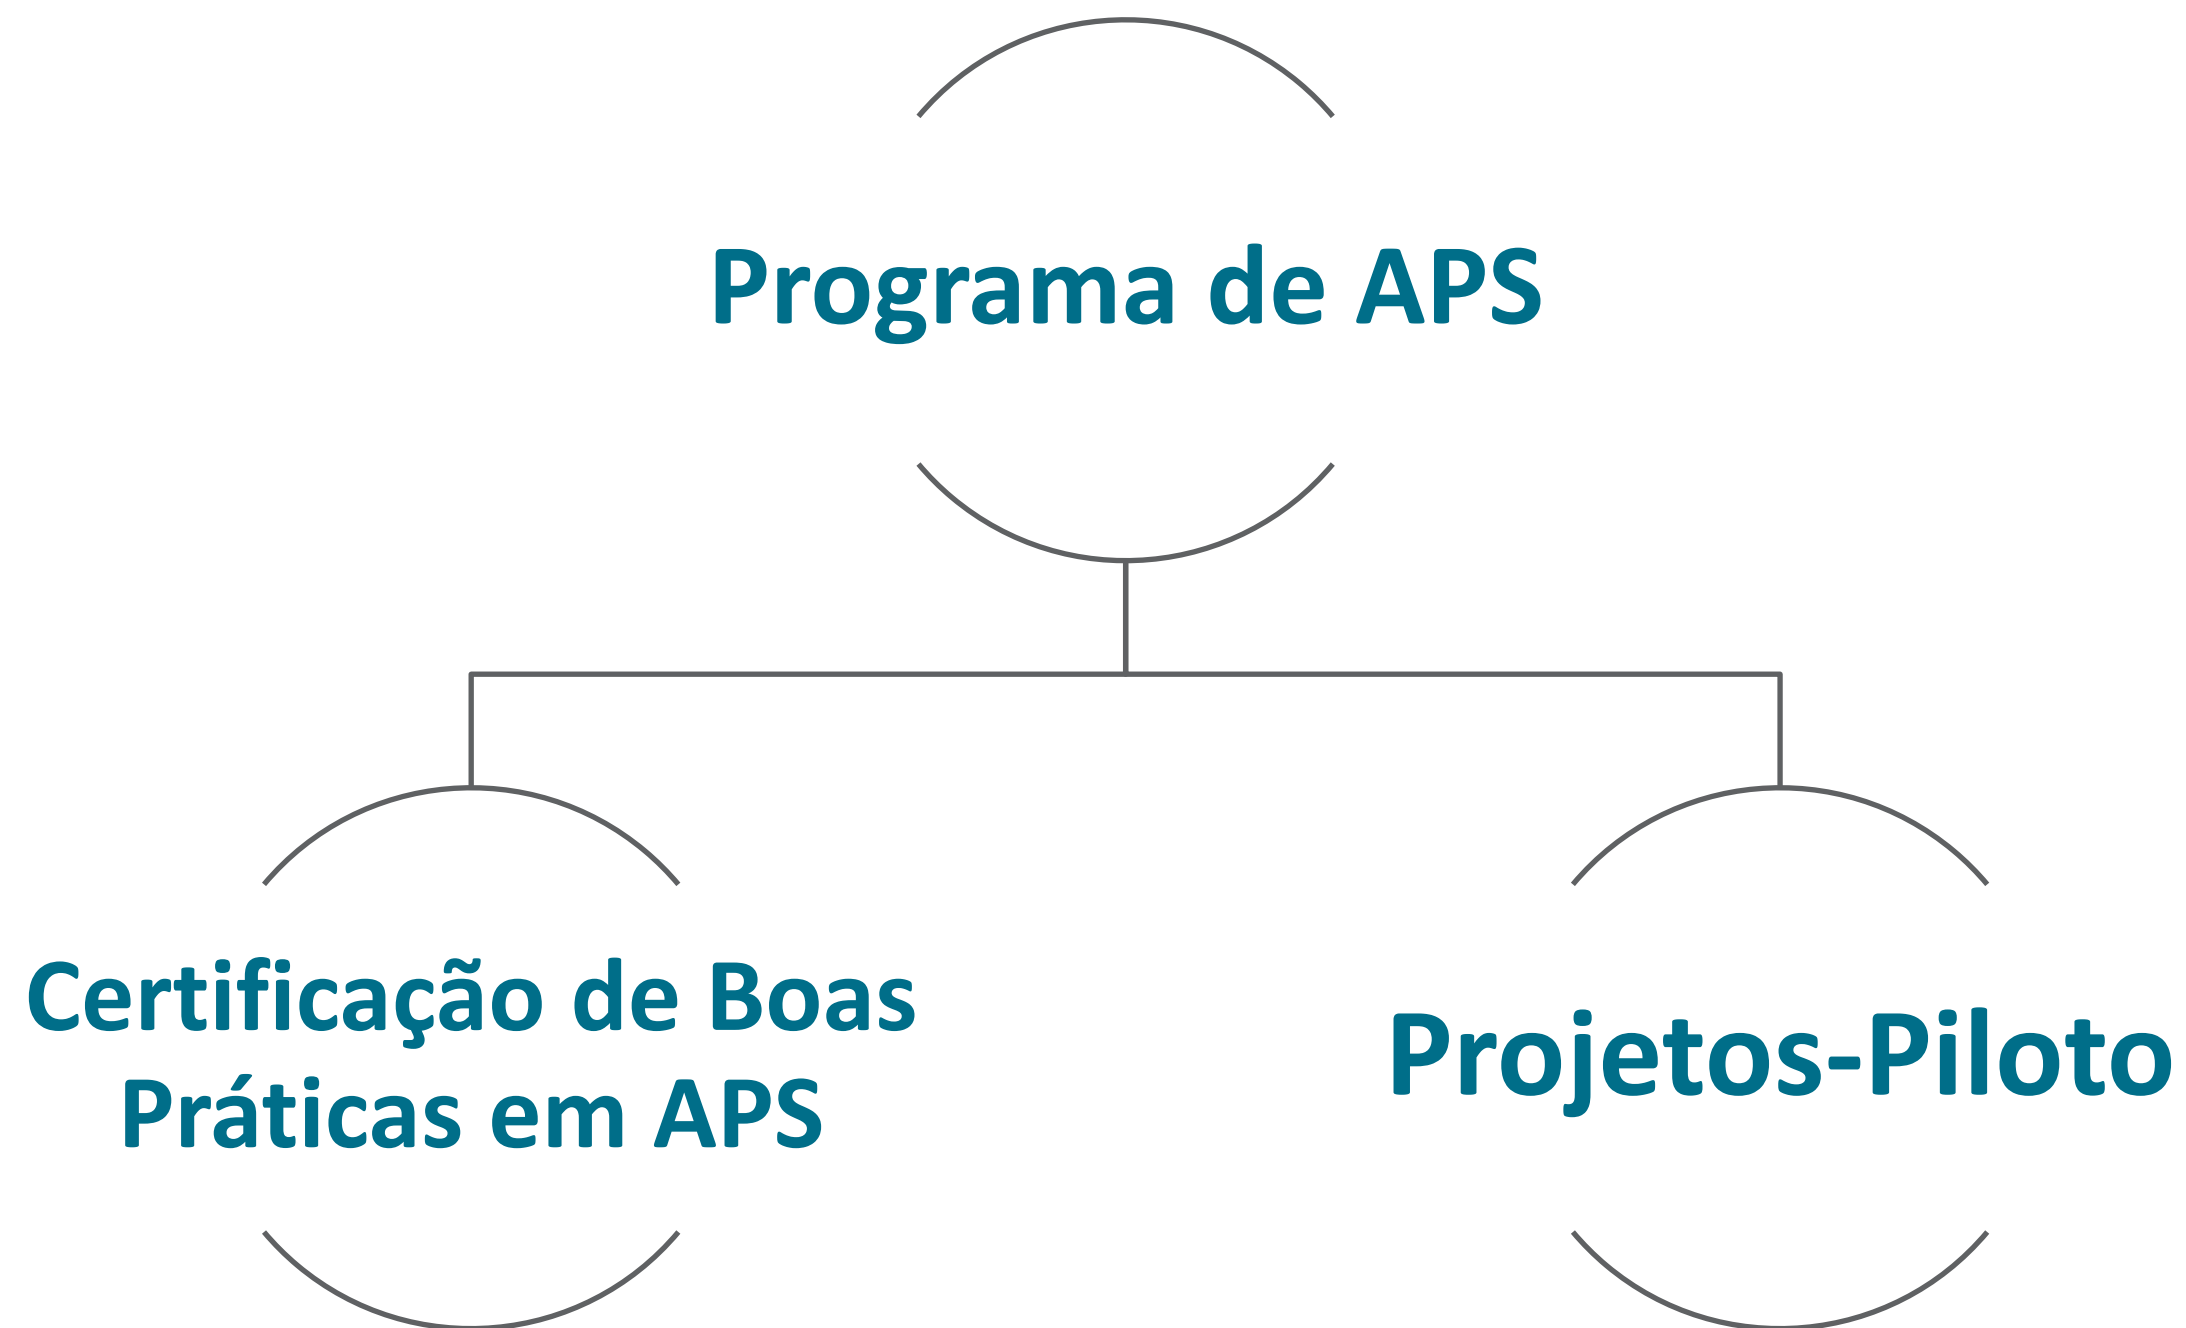 Programa de APS
Certificação de Boas
Práticas em APS
Projetos-Piloto